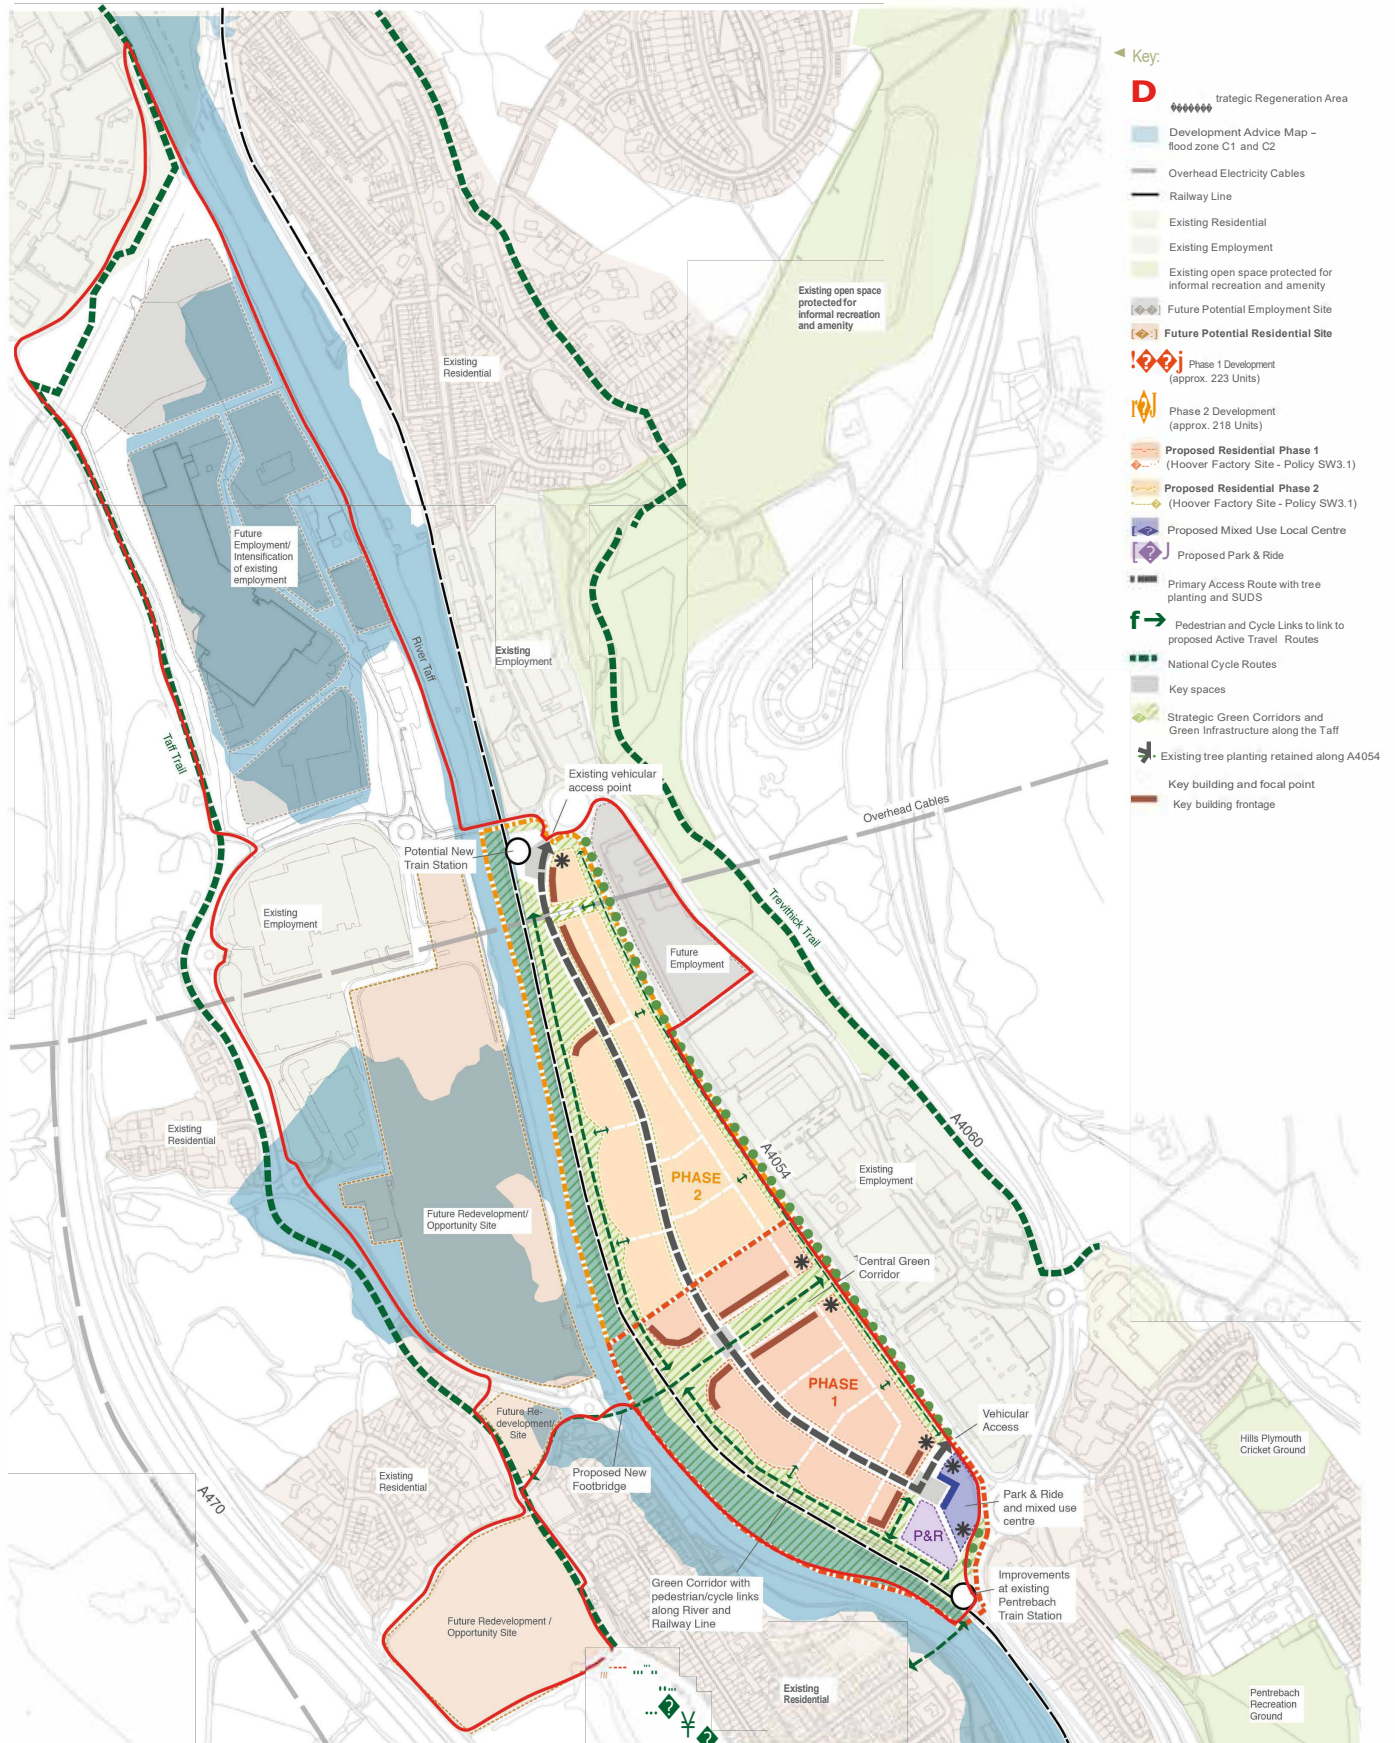 Key:
D
trategic Regeneration Area
Development Advice Map –
flood zone C1 and C2
Overhead Electricity Cables
Railway Line
Existing Residential
Existing Employment
Existing open space protected for
informal recreation and amenity
Future Potential Employment Site
Future Potential Residential Site
Phase 1 Development
(approx. 223 Units)
Phase 2 Development
(approx. 218 Units)
Proposed Residential Phase 1
(Hoover Factory Site - Policy SW3.1)
Proposed Residential Phase 2
(Hoover Factory Site - Policy SW3.1)
Proposed Mixed Use Local Centre
Proposed Park & Ride
Primary Access Route with tree
planting and SUDS
Pedestrian and Cycle Links to link to
proposed Active Travel Routes
National Cycle Routes
Key spaces
Strategic Green Corridors and
Green Infrastructure along the Taff
Existing tree planting retained along A4054
Key building and focal point
Key building frontage
Existing open space
protected for
informal recreation
and amenity
Existing
Residential
Future
Employment/
Intensification
of existing
employment
River Taff
Existing
Employment
Taff Trail
Existing vehicular
access point
Overhead Cables
Potential New
Train Station
Existing
Employment
Trevithick Trail
Future
Employment
Existing
Residential
A4060
A4054
Existing
Employment
PHASE
2
Future Redevelopment/
Opportunity Site
Central Green
Corridor
PHASE
1
Future Re-
development/
Site
Vehicular
Access
Hills Plymouth
Cricket Ground
Existing
Residential
Proposed New
Footbridge
A470
Park & Ride
and mixed use
centre
P&R
Improvements
at existing
Pentrebach
Train Station
Green Corridor with
pedestrian/cycle links
along River and
Railway Line
Future Redevelopment /
Opportunity Site
Existing
Residential
Pentrebach
Recreation
Ground